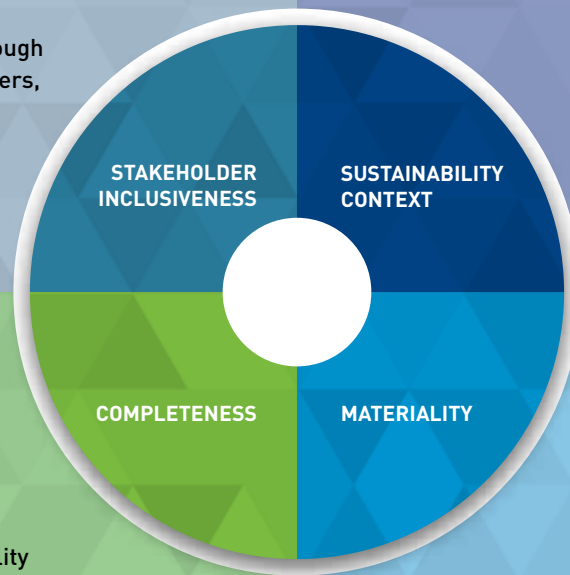 ough
ers,
STAKEHOLDER
INCLUSIVENESS
SUSTAINABILITY
CONTEXT
COMPLETENESS
MATERIALITY
lity